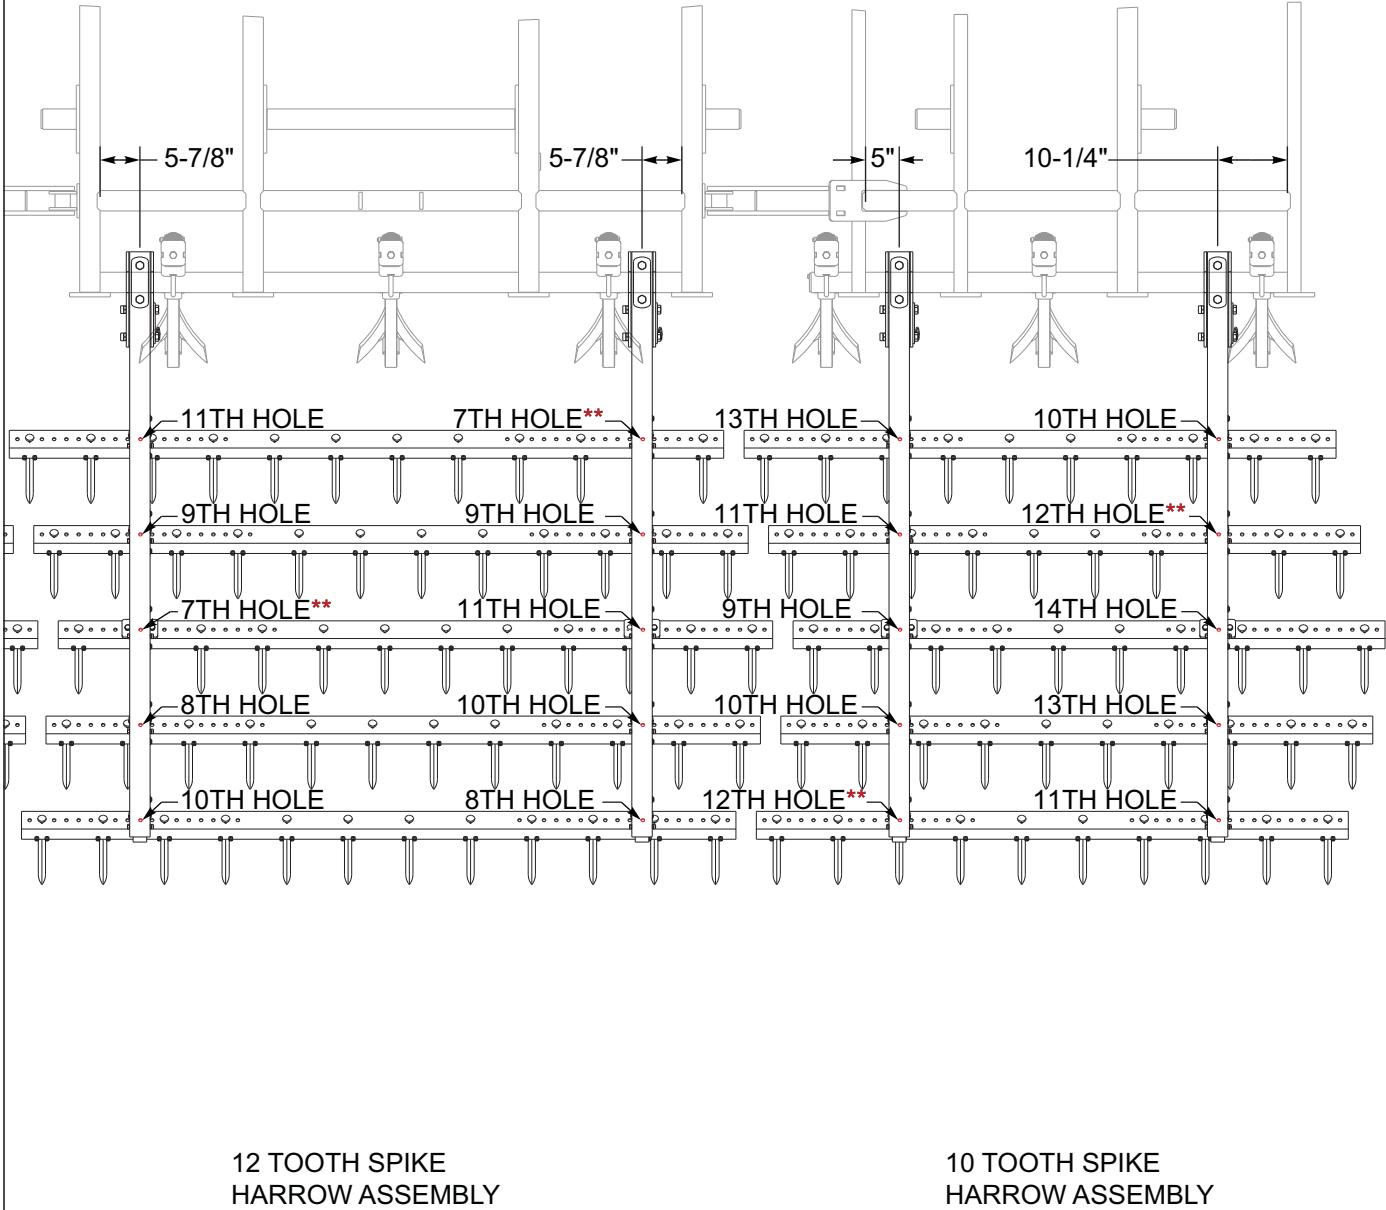 5-7/8" 5-7/8" 5" 10-1/4"
11TH HOLE 7TH HOLE** 13TH HOLE 10TH HOLE
9TH HOLE 9TH HOLE 11TH HOLE 12TH HOLE**
7TH HOLE** 11TH HOLE 9TH HOLE 14TH HOLE
8TH HOLE 10TH HOLE 10TH HOLE 13TH HOLE
10TH HOLE 8TH HOLE 12TH HOLE** 11TH HOLE
12 TOOTH SPIKE
HARROW ASSEMBLY
10 TOOTH SPIKE
HARROW ASSEMBLY